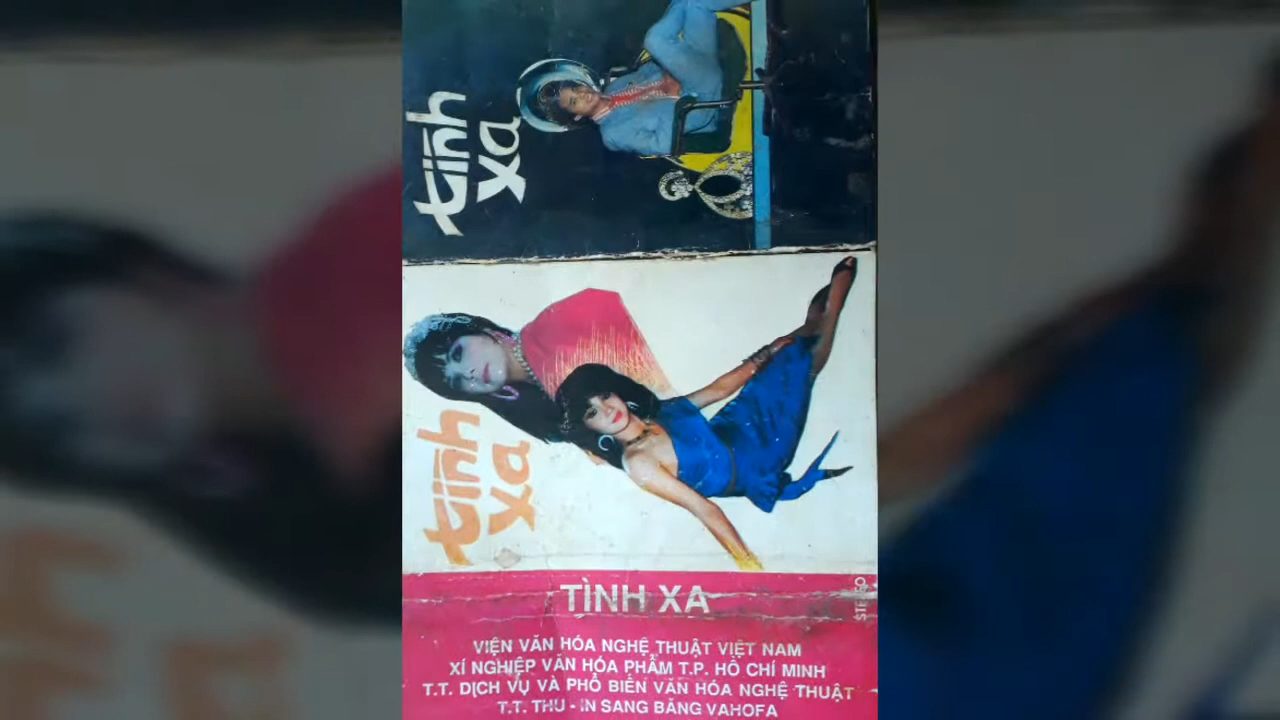 tình
xa
tình
xa
TÌNH XA
STEREO
VIỆN VĂN HÓA NGHỆ THUẬT VIỆT NAM
XÍ NGHIỆP VĂN HÓA PHẨM T.P. HỒ CHÍ MINH
T.T. DỊCH VỤ VÀ PHỔ BIẾN VĂN HÓA NGHỆ THUẬT
T.T. THU - IN SANG BĂNG VAHOFA